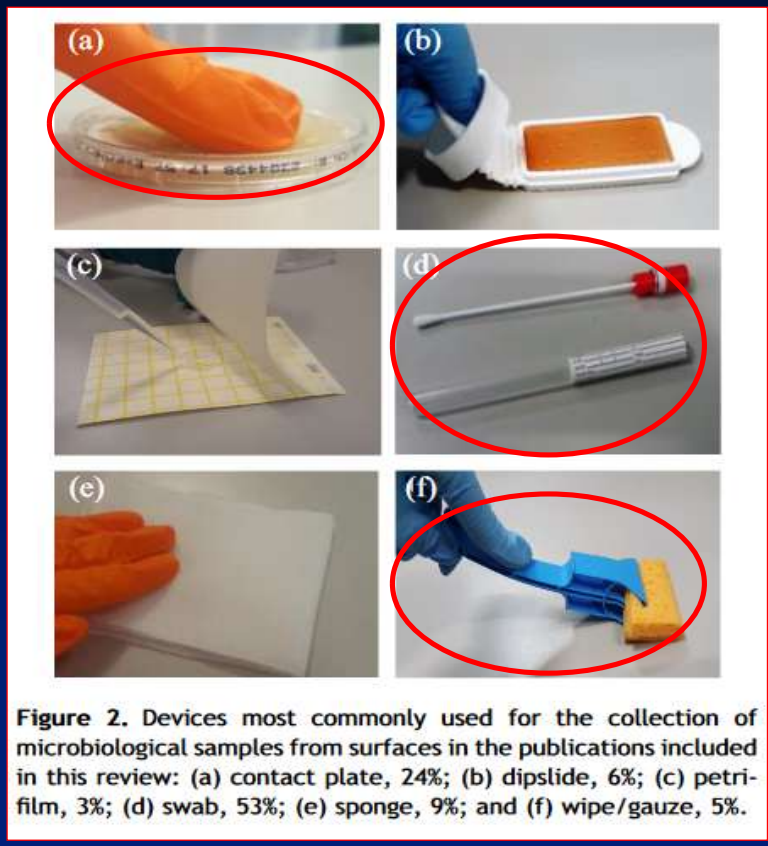 (a)
(b)
(c)
(d)
(e)
(f)
Figure 2. Devices most commonly used for the collection of
microbiological samples from surfaces in the publications included
in this review: (a) contact plate, 24%; (b) dipslide, 6%; (c) petri-
film, 3%; (d) swab, 53%; (e) sponge, 9%; and (f) wipe/gauze, 5%.